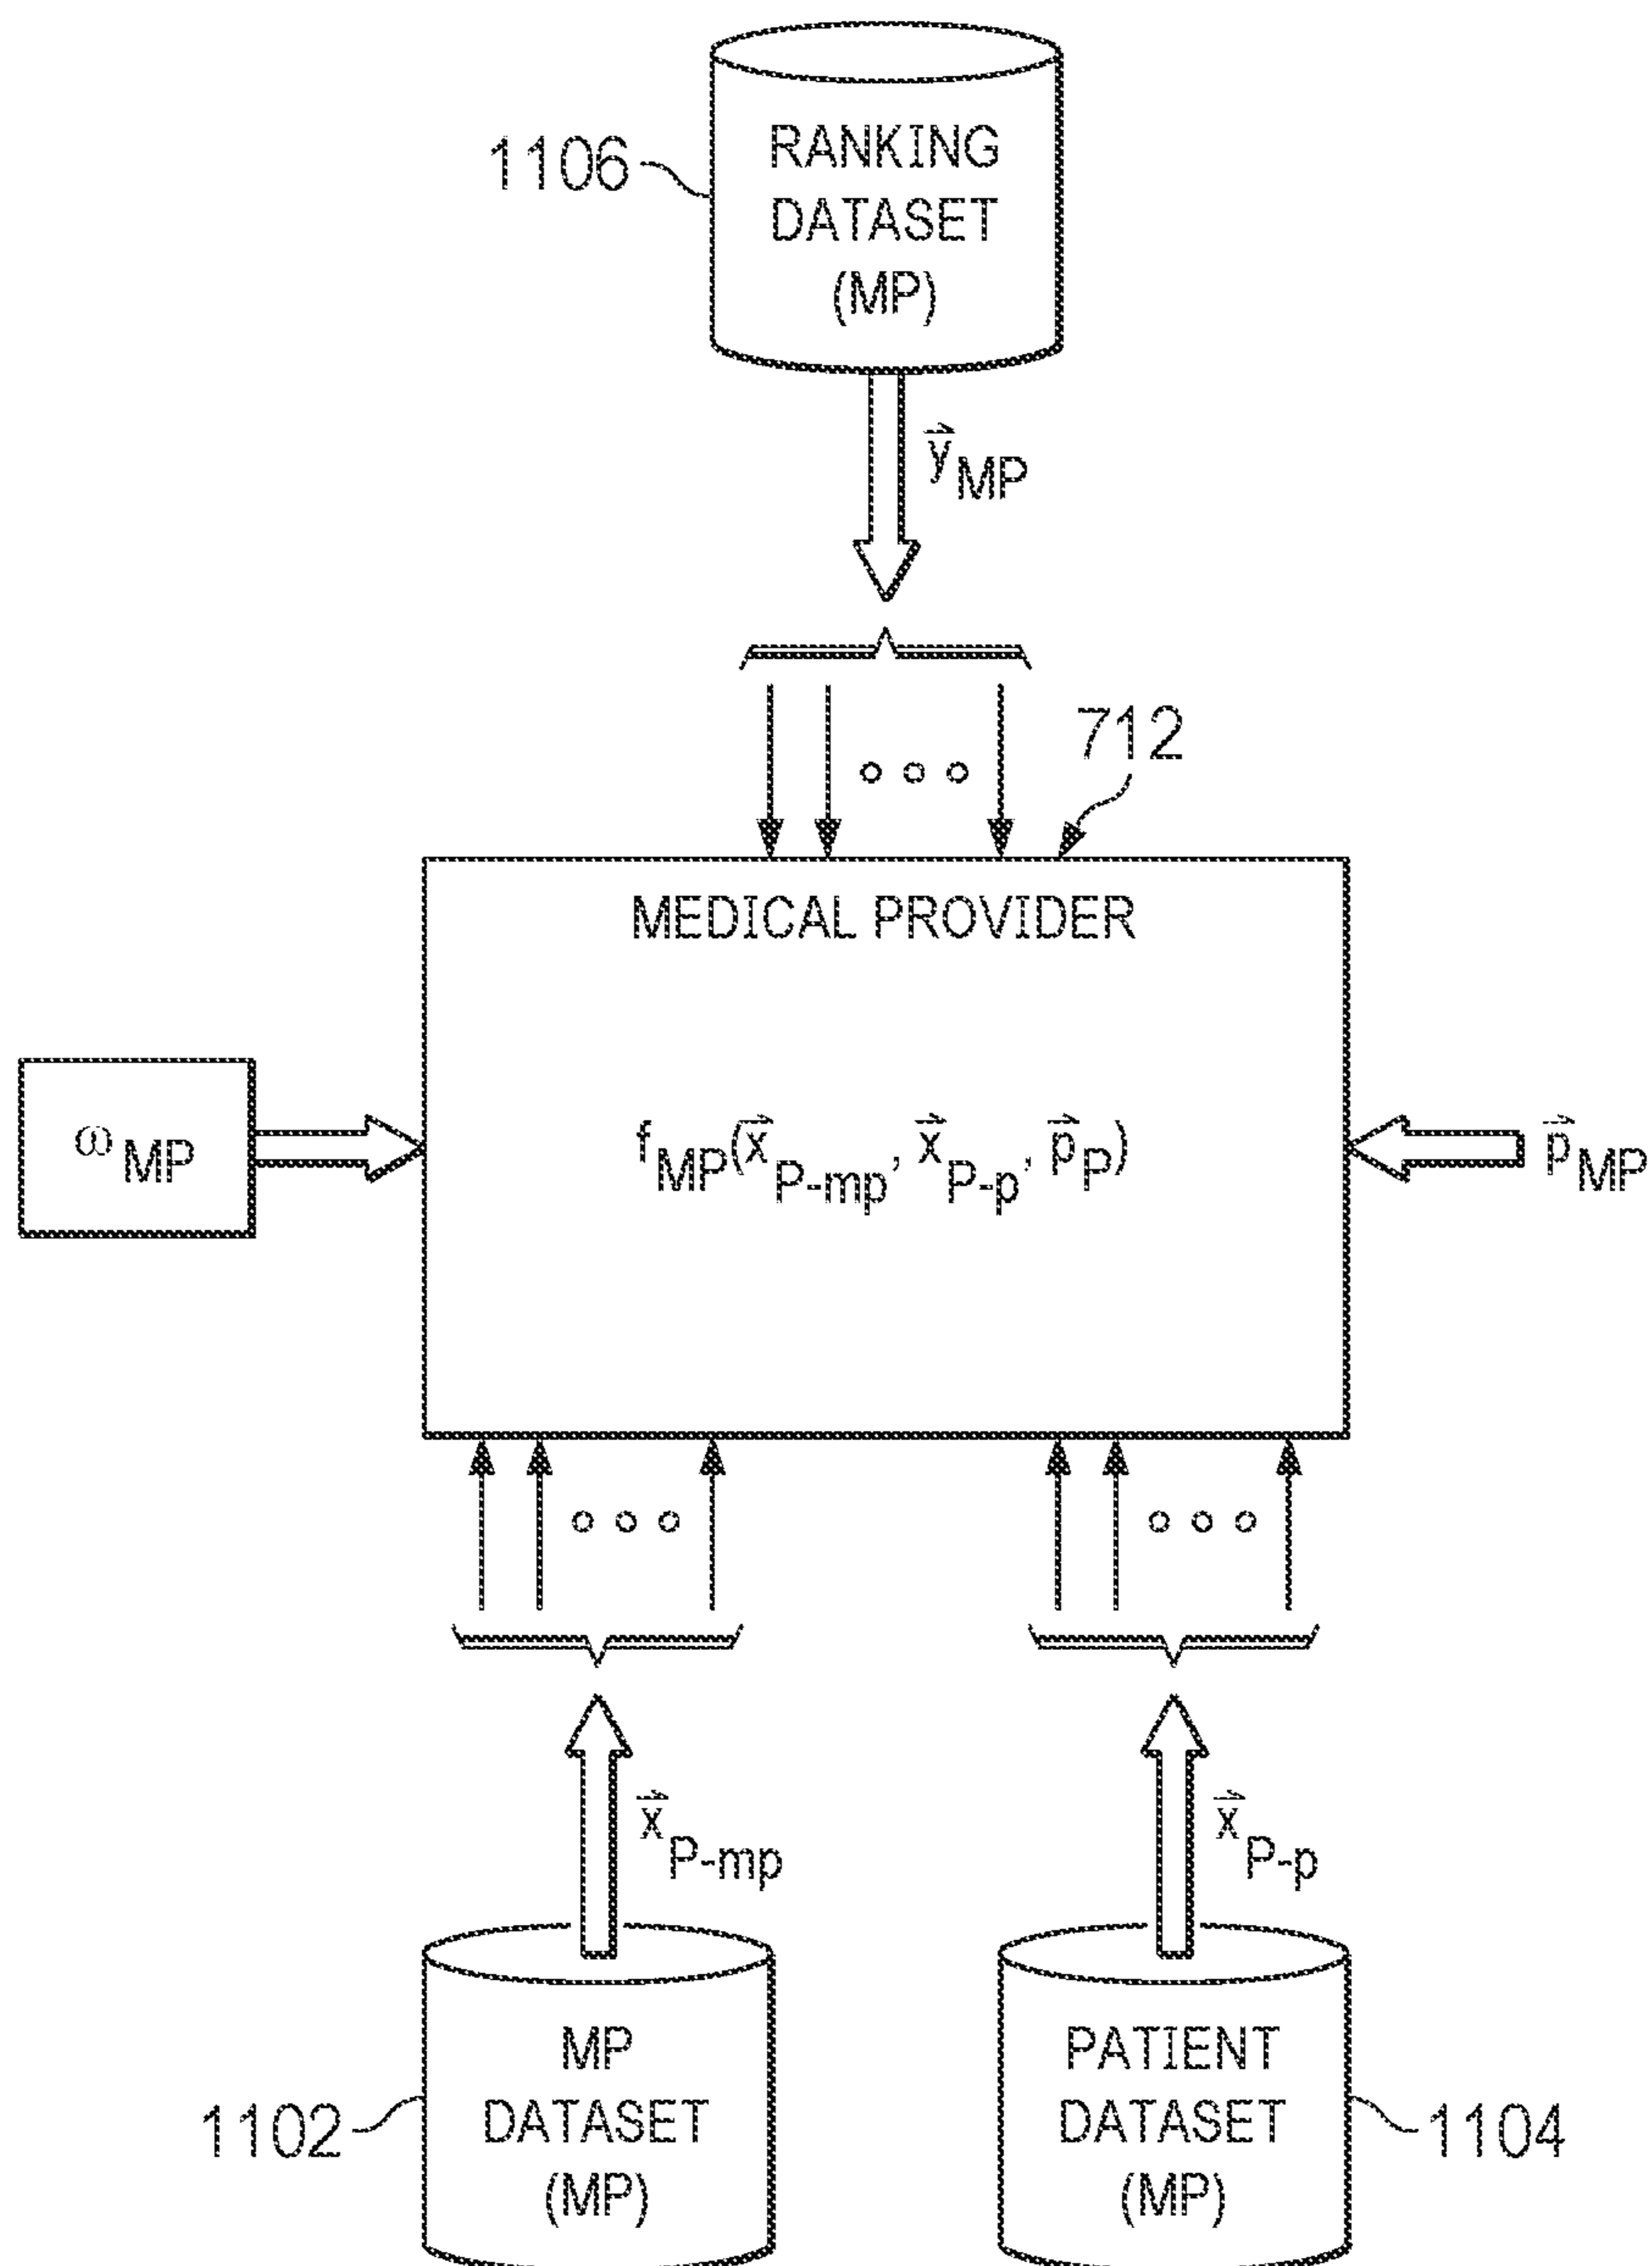 1106
RANKING
DATASET
(MP)
y⃗MP
712
MEDICAL PROVIDER
ωMP
fMP(x⃗P-mp, x⃗P-p, p⃗P)
p⃗MP
x⃗P-mp
x⃗P-p
1102
MP
DATASET
(MP)
PATIENT
DATASET
(MP)
1104